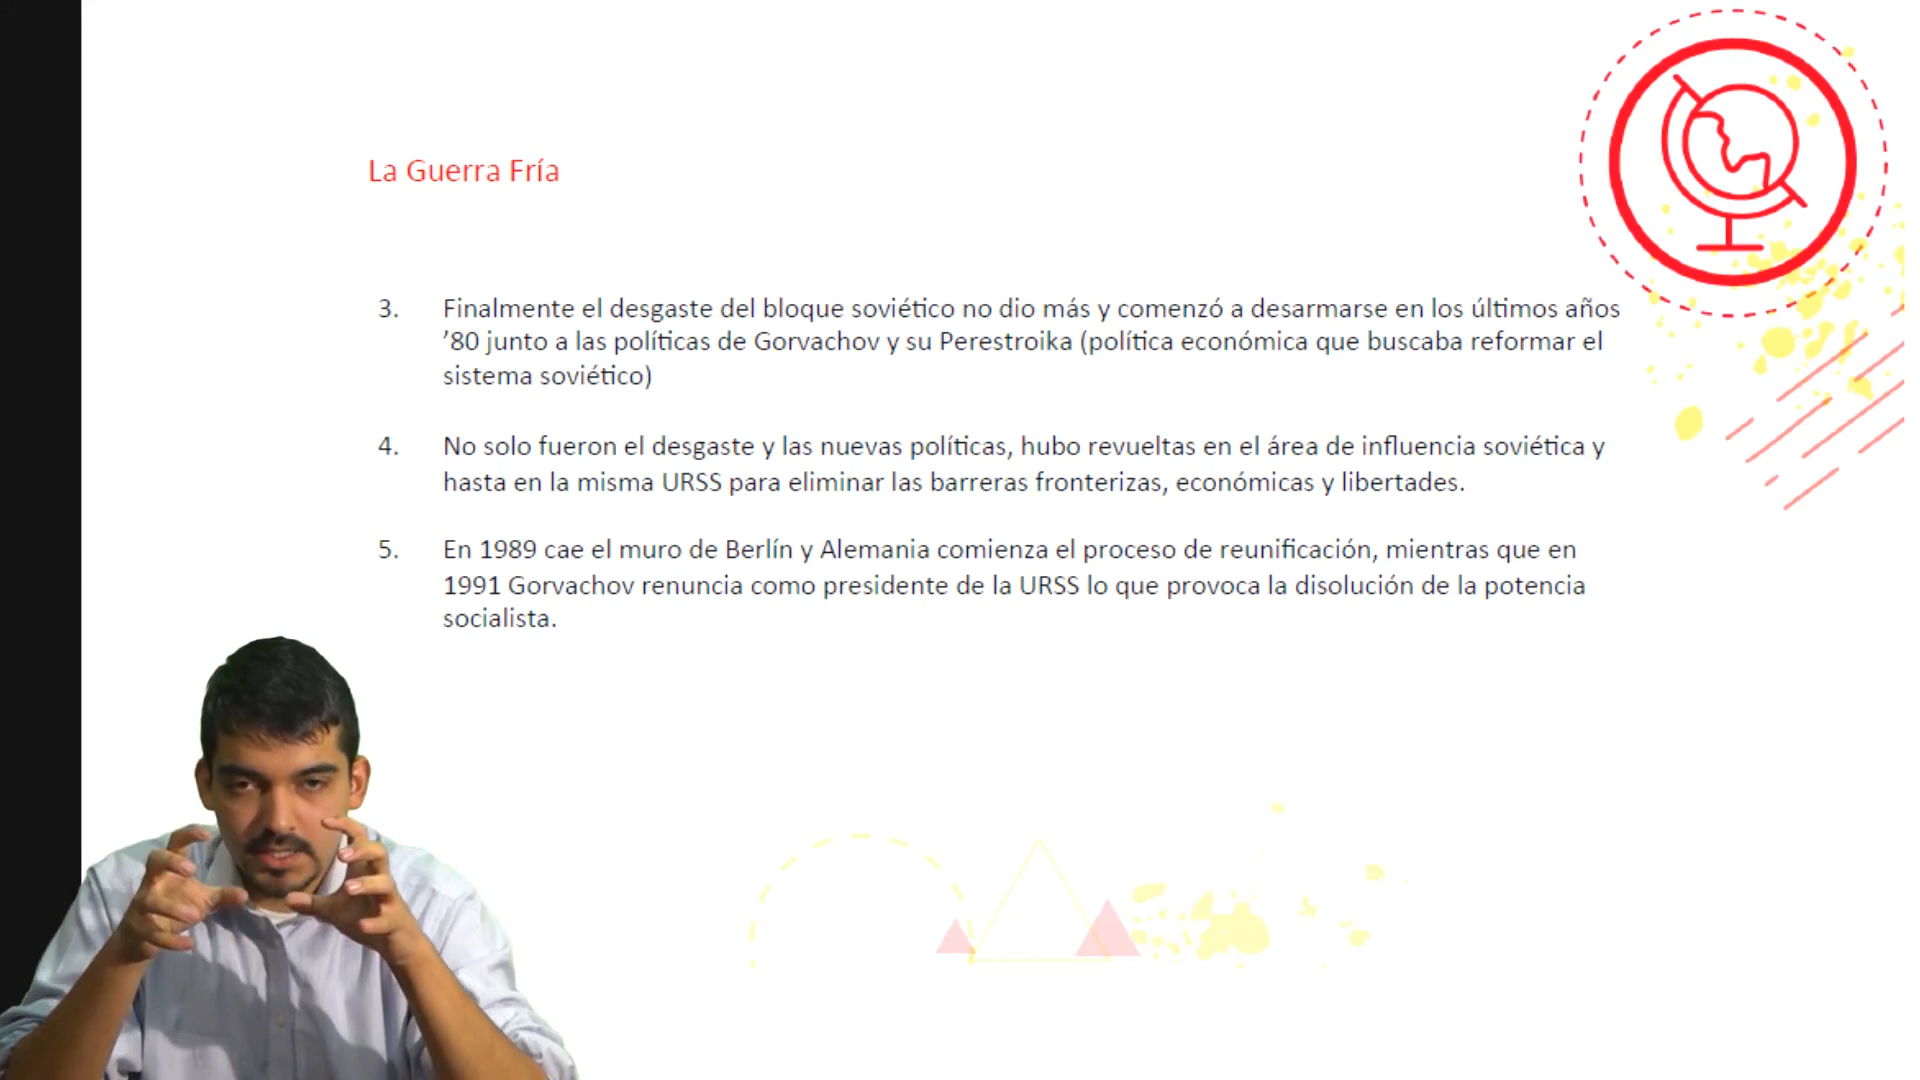 La Guerra Fría
3. Finalmente el desgaste del bloque soviético no dio más y comenzó a desarmarse en los últimos años
’80 junto a las políticas de Gorvachov y su Perestroika (política económica que buscaba reformar el
sistema soviético)
4. No solo fueron el desgaste y las nuevas políticas, hubo revueltas en el área de influencia soviética y
hasta en la misma URSS para eliminar las barreras fronterizas, económicas y libertades.
5. En 1989 cae el muro de Berlín y Alemania comienza el proceso de reunificación, mientras que en
1991 Gorvachov renuncia como presidente de la URSS lo que provoca la disolución de la potencia
socialista.